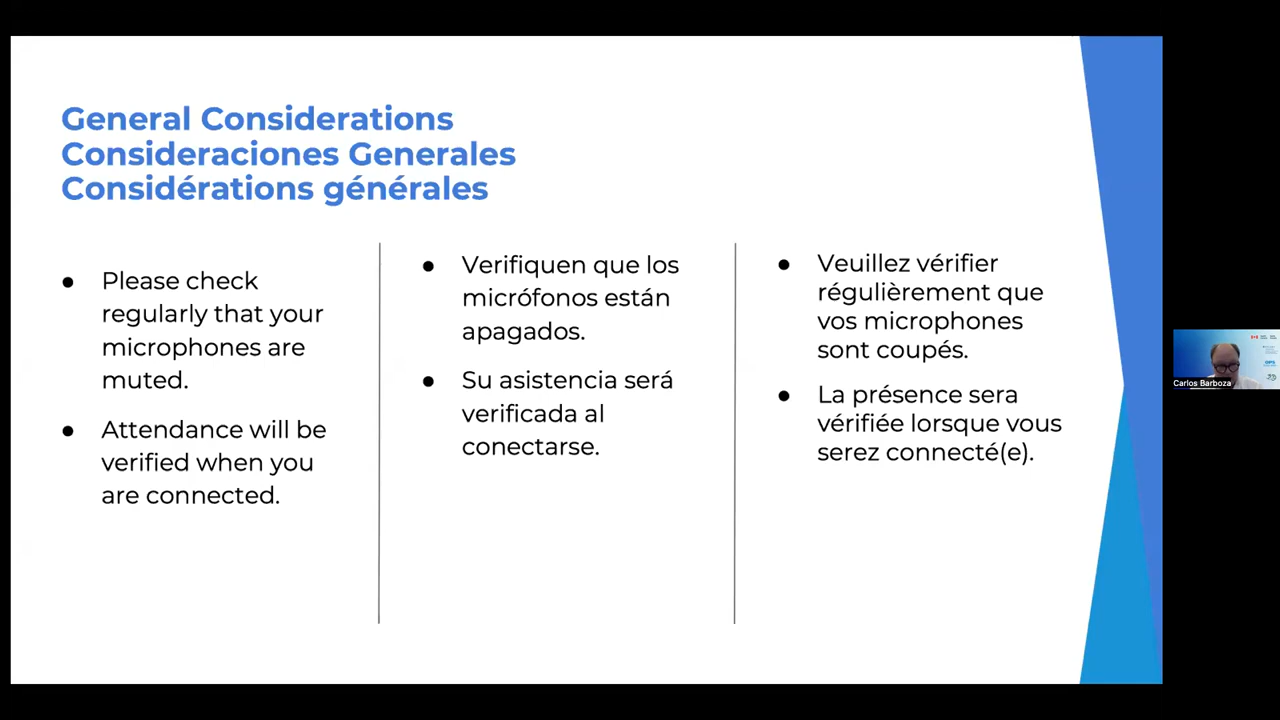 General Considerations
Consideraciones Generales
Considérations générales
● Please check
regularly that your
microphones are
muted.
● Attendance will be
verified when you
are connected.
● Verifiquen que los
micrófonos están
apagados.
● Su asistencia será
verificada al
conectarse.
● Veuillez vérifier
régulièrement que
vos microphones
sont coupés.
● La présence sera
vérifiée lorsque vous
serez connecté(e).
Carlos Barboza